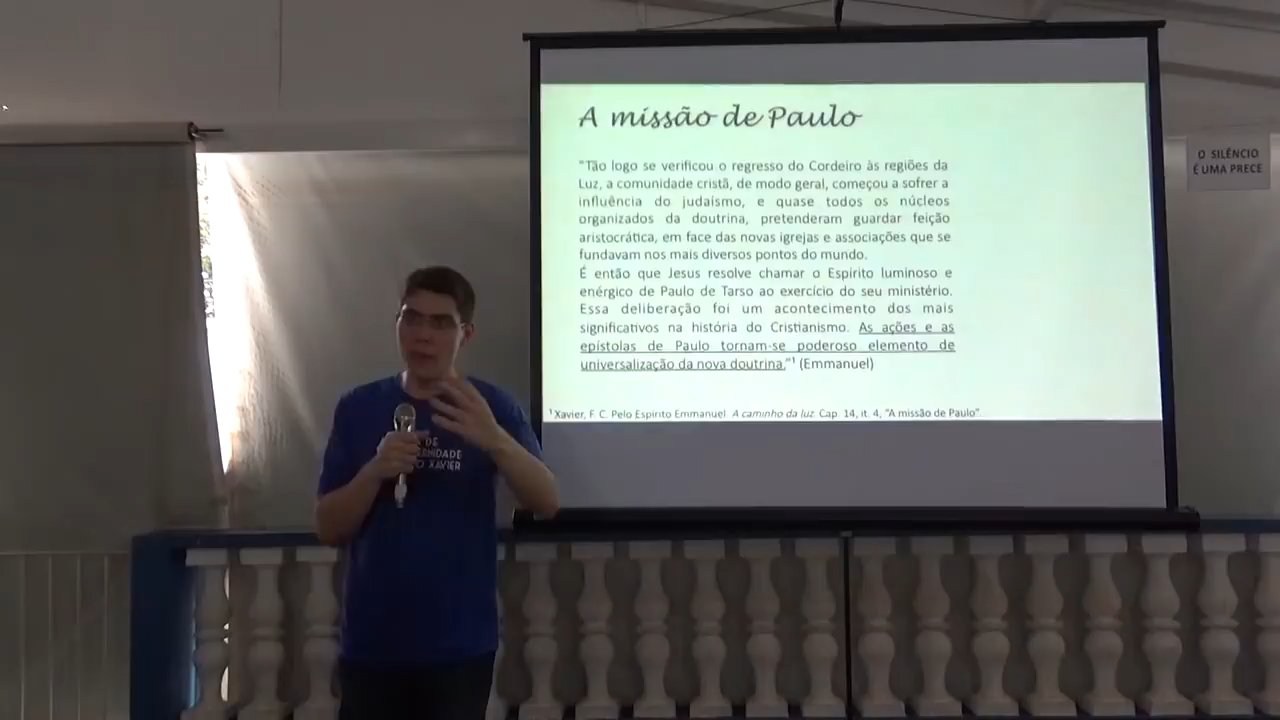 A missão de Paulo
"Tão logo se verificou o regresso do Cordeiro às regiões da
Luz, a comunidade cristã, de modo geral, começou a sofrer a
influência do judaísmo, e quase todos os núcleos
organizados da doutrina, pretenderam guardar feição
aristocrática, em face das novas igrejas e associações que se
fundavam nos mais diversos pontos do mundo.
É então que Jesus resolve chamar o Espírito luminoso e
enérgico de Paulo de Tarso ao exercício do seu ministério.
Essa deliberação foi um acontecimento dos mais
significativos na história do Cristianismo. As ações e as
epístolas de Paulo tornam-se poderoso elemento de
universalização da nova doutrina."¹ (Emmanuel)
¹ Xavier, F. C. Pelo Espírito Emmanuel. A caminho da luz. Cap. 14, it. 4, "A missão de Paulo".
O SILÊNCIO
É UMA PRECE
DE
XAVIER